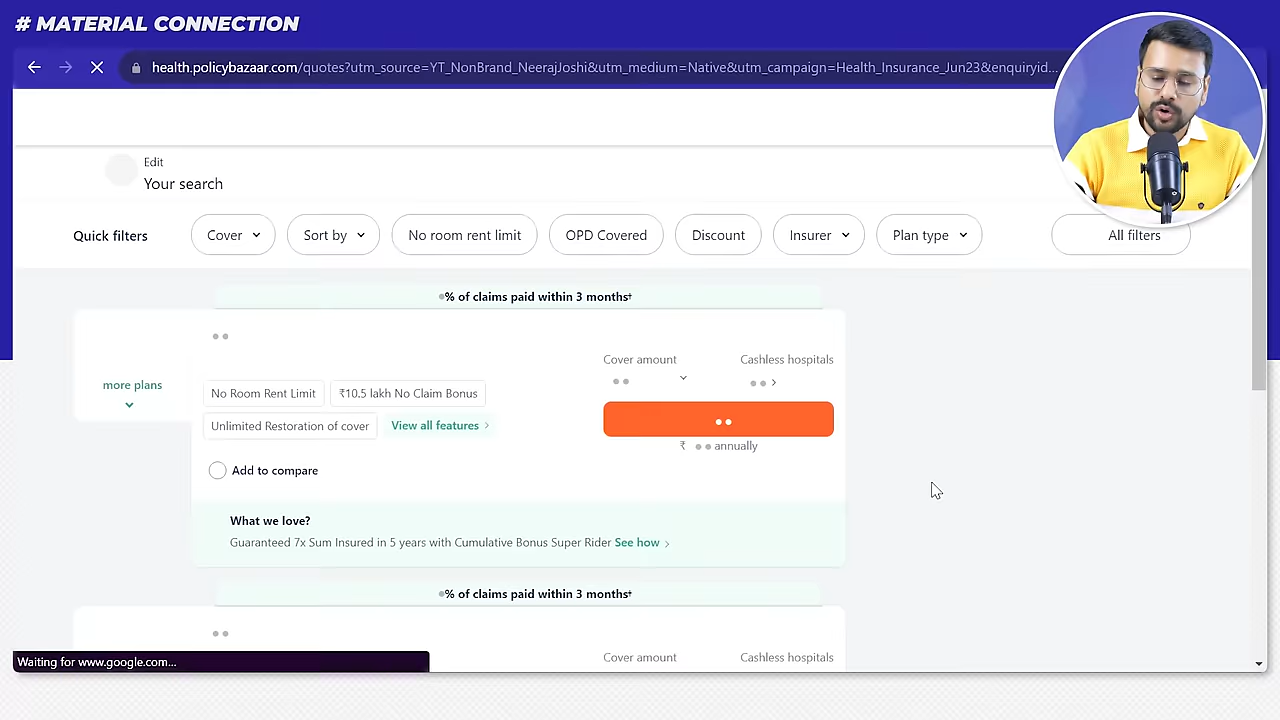 # MATERIAL CONNECTION
health.policybazaar.com/quotes?utm_source=YT_NonBrand_NeerajJoshi&utm_medium=Native&utm_campaign=Health_Insurance_Jun23&enquiryid...
Edit
Your search
Quick filters
Cover
Sort by
No room rent limit
OPD Covered
Discount
Insurer
Plan type
All filters
% of claims paid within 3 months†
more plans
Cover amount
Cashless hospitals
No Room Rent Limit
₹10.5 lakh No Claim Bonus
Unlimited Restoration of cover
View all features
₹ annually
Add to compare
What we love?
Guaranteed 7x Sum Insured in 5 years with Cumulative Bonus Super Rider See how
% of claims paid within 3 months†
Cover amount
Cashless hospitals
Waiting for www.google.com...